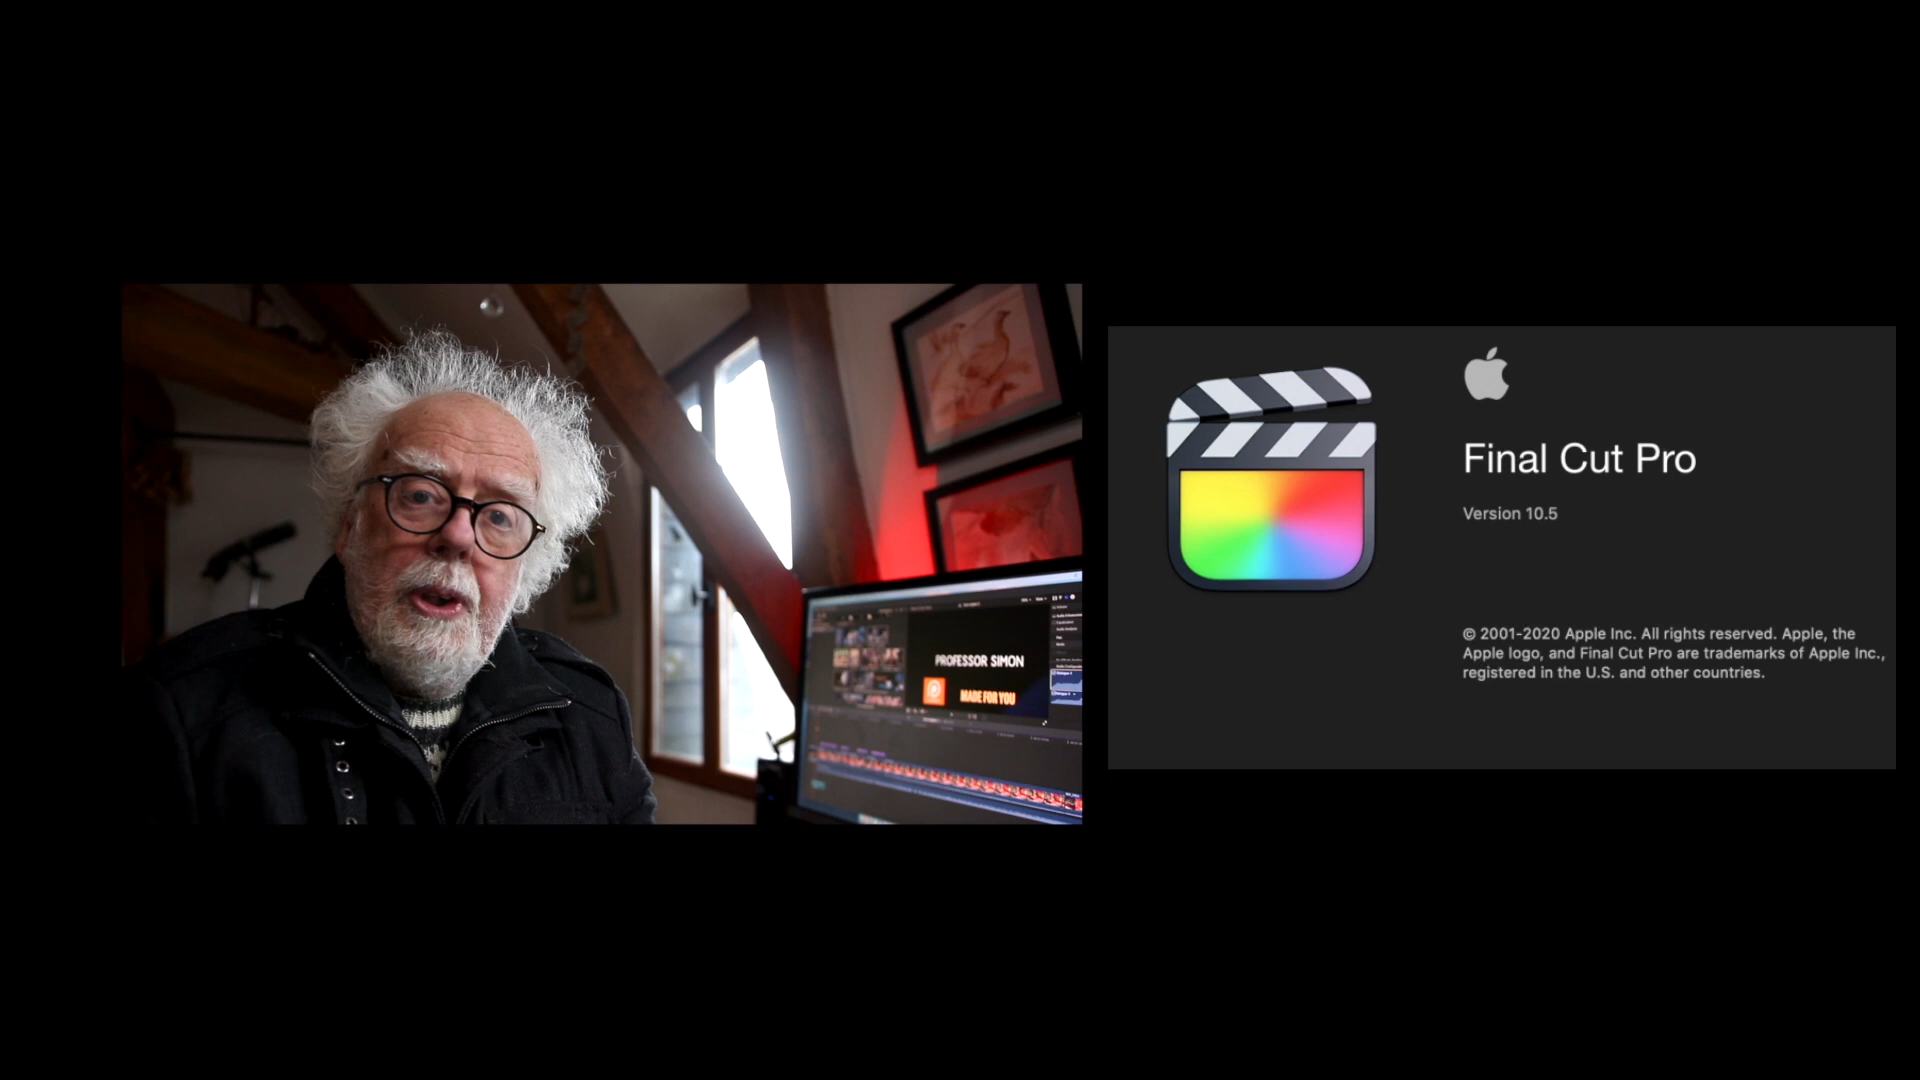 PROFESSOR SIMON
MADE FOR YOU
Final Cut Pro
Version 10.5
© 2001-2020 Apple Inc. All rights reserved. Apple, the
Apple logo, and Final Cut Pro are trademarks of Apple Inc.,
registered in the U.S. and other countries.